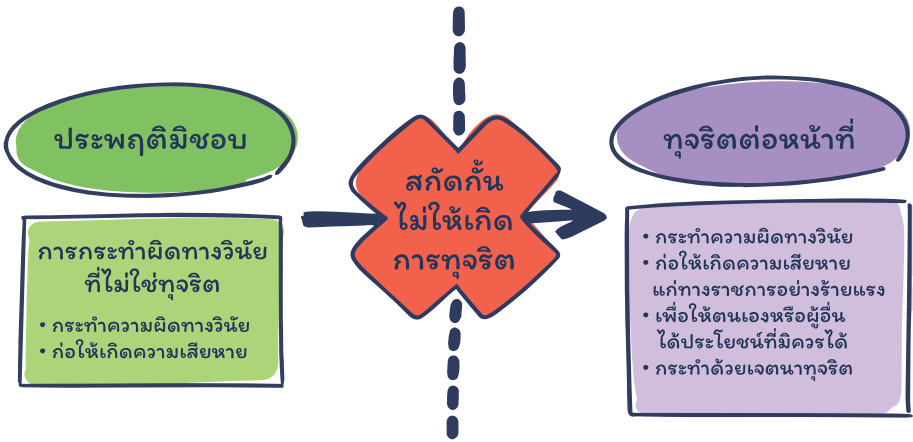 ประพฤติมิชอบ
การกระทำผิดทางวินัย
ที่ไม่ใช่ทุจริต
• กระทำความผิดทางวินัย
• ก่อให้เกิดความเสียหาย
สกัดกั้น
ไม่ให้เกิด
การทุจริต
ทุจริตต่อหน้าที่
• กระทำความผิดทางวินัย
• ก่อให้เกิดความเสียหาย
แก่ทางราชการอย่างร้ายแรง
• เพื่อให้ตนเองหรือผู้อื่น
ได้ประโยชน์ที่มิควรได้
• กระทำด้วยเจตนาทุจริต